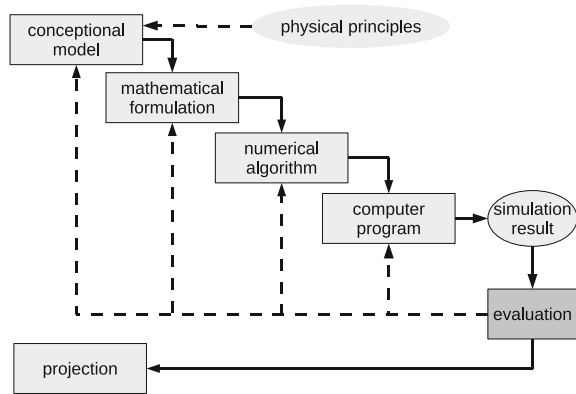 conceptional
model
physical principles
mathematical
formulation
numerical
algorithm
computer
program
simulation
result
evaluation
projection